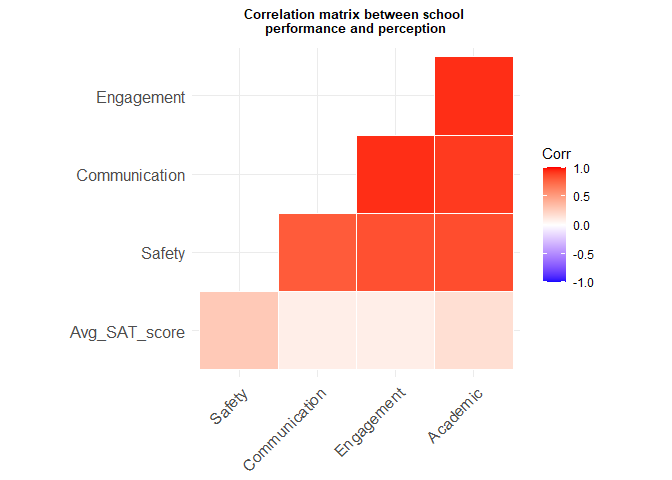 Correlation matrix between school
performance and perception
Engagement
Communication
Safety
Avg_SAT_score
Safety
Communication
Engagement
Academic
Corr
1.0
0.5
0.0
-0.5
-1.0